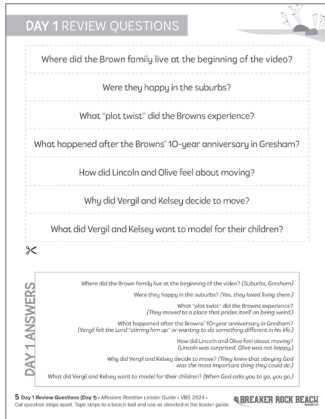 DAY 1 REVIEW QUESTIONS
Where did the Brown family live at the beginning of the video?
Were they happy in the suburbs?
What "plot twist" did the Browns experience?
What happened after the Browns' 10-year anniversary in Gresham?
How did Lincoln and Olive feel about moving?
Why did Vergil and Kelsey decide to move?
What did Vergil and Kelsey want to model for their children?
DAY 1 ANSWERS
Where did the Brown family live at the beginning of the video? (Suburbs, Gresham)
Were they happy in the suburbs? (Yes, they loved living there.)
What "plot twist" did the Browns experience?
(They moved to a place that prides itself on being weird.)
What happened after the Browns' 10-year anniversary in Gresham?
(Vergil felt the Lord "stirring him up" or wanting to do something different in his life.)
How did Lincoln and Olive feel about moving?
(Lincoln was surprised. Olive was not happy.)
Why did Vergil and Kelsey decide to move? (They knew that obeying God
was the most important thing they could do.)
What did Vergil and Kelsey want to model for their children? (When God asks you to go, you go.)
5 Day 1 Review Questions (Day 1) • Missions Rotation Leader Guide • VBS 2024 •
Cut question strips apart. Tape strips to a beach ball and use as directed in the leader guide.
BREAKER ROCK BEACH